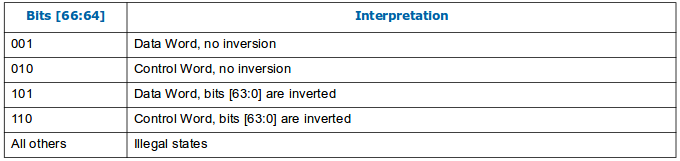 Bits [66:64] Interpretation
001 Data Word, no inversion
010 Control Word, no inversion
101 Data Word, bits [63:0] are inverted
110 Control Word, bits [63:0] are inverted
All others Illegal states